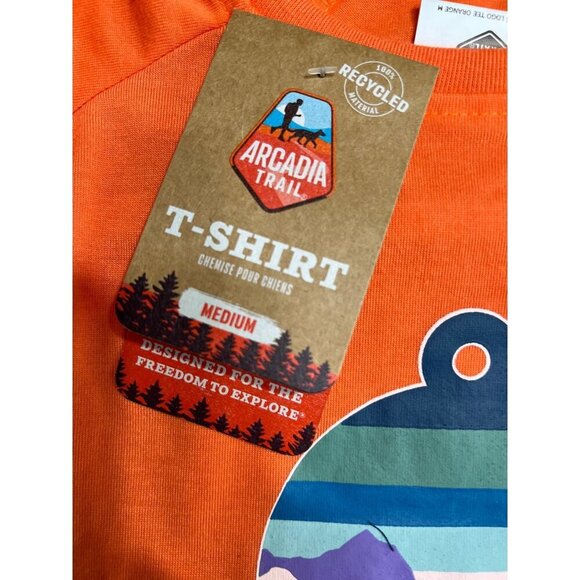 LOGO TEE ORANGE M
100%
RECYCLED
MATERIAL
ARCADIA
TRAIL®
T-SHIRT
CHEMISE POUR CHIENS
MEDIUM
DESIGNED FOR THE
FREEDOM TO EXPLORE®